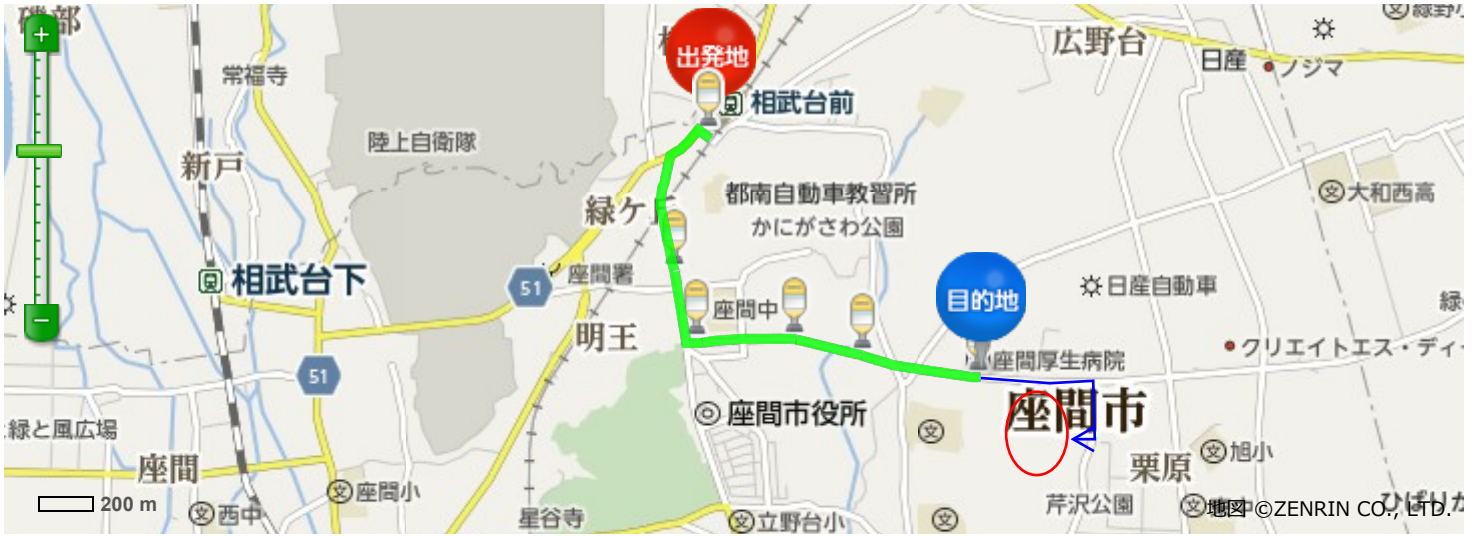 磯部
緑野小
常福寺
出発地
広野台
日産
ノジマ
相武台前
陸上自衛隊
新戸
都南自動車教習所
大和西高
緑ケ丘
かにがさわ公園
相武台下
座間署
51
目的地
日産自動車
座間中
明王
座間厚生病院
クリエイトエス・ディー
51
座間市役所
座間市
緑と風広場
座間
栗原
旭小
200 m
座間小
西中
星谷寺
立野台小
芹沢公園
地図 ©ZENRIN CO., LTD.